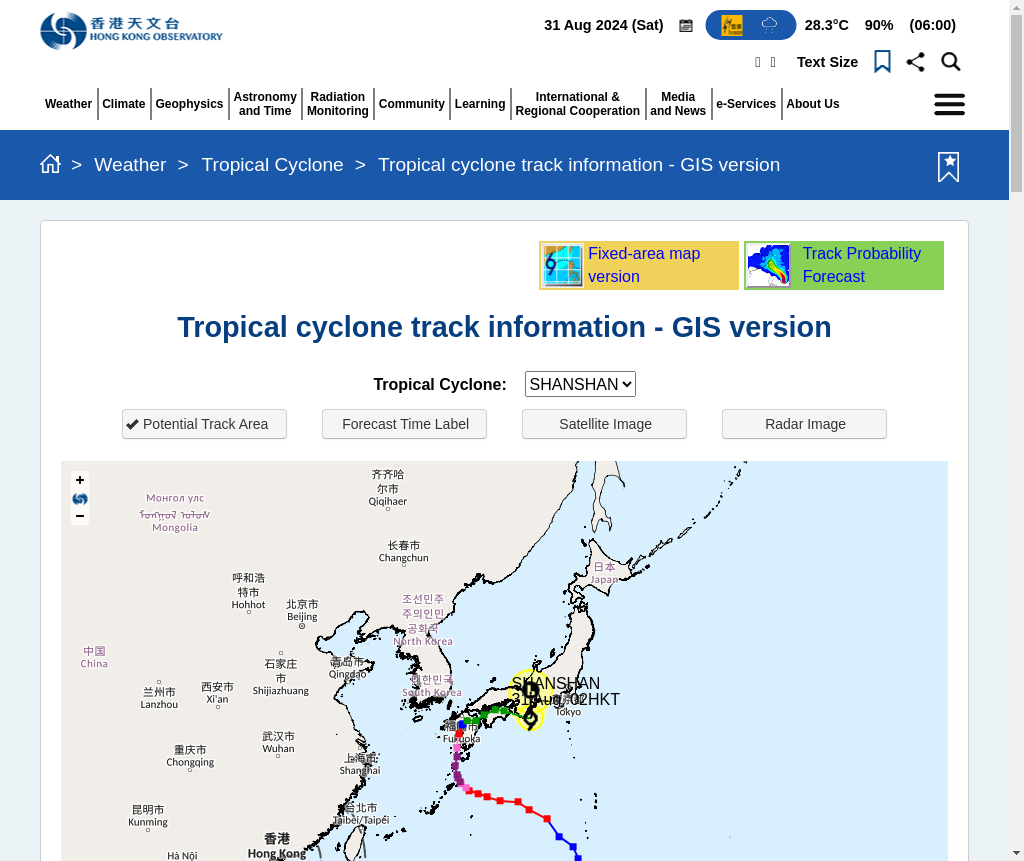 香港天文台
HONG KONG OBSERVATORY
31 Aug 2024 (Sat)
28.3°C 90% (06:00)
Text Size
Weather
Climate
Geophysics
Astronomy
and Time
Radiation
Monitoring
Community
Learning
International &
Regional Cooperation
Media
and News
e-Services
About Us
> Weather > Tropical Cyclone > Tropical cyclone track information - GIS version
Fixed-area map
version
Track Probability
Forecast
Tropical cyclone track information - GIS version
Tropical Cyclone: SHANSHAN
Potential Track Area
Forecast Time Label
Satellite Image
Radar Image
+
−
齐齐哈
尔市
Qiqihaer
Монгол улс
Mongolia
长春市
Changchun
日本
Japan
呼和浩
特市
Hohhot
北京市
Beijing
조선민주
주의인민
공화국
North Korea
中国
China
石家庄
市
Shijiazhuang
青岛市
Qingdao
대한민국
South Korea
兰州市
Lanzhou
西安市
Xi'an
SHANSHAN
31 Aug, 02HKT
L
Tokyo
福岡市
Fukuoka
武汉市
Wuhan
重庆市
Chongqing
上海市
Shanghai
昆明市
Kunming
台北市
Taibei/Taipei
香港
Hong Kong
Hà Nội